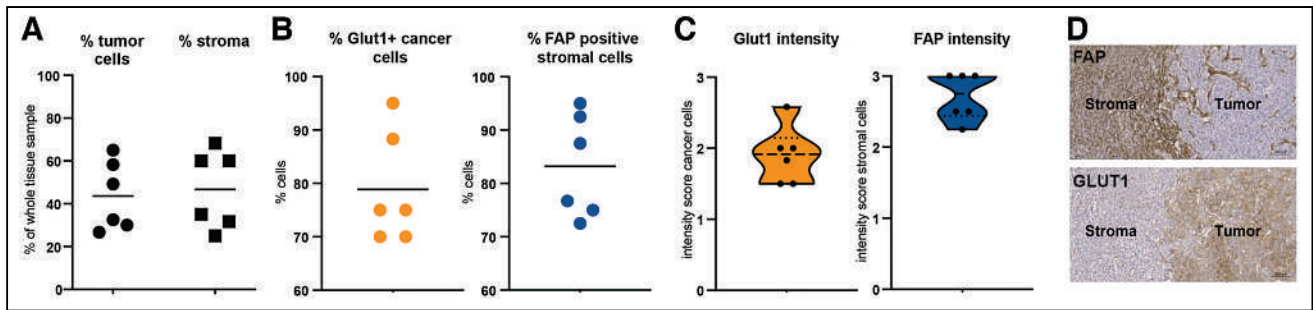 A
% tumor
cells
% stroma
% of whole tissue sample
100
80
60
40
20
0
B
% Glut1+ cancer
cells
% cells
100
90
80
70
60
% FAP positive
stromal cells
% cells
100
90
80
70
60
C
Glut1 intensity
intensity score cancer cells
3
2
1
0
FAP intensity
intensity score stromal cells
3
2
1
0
D
FAP
Stroma
Tumor
GLUT1
Stroma
Tumor